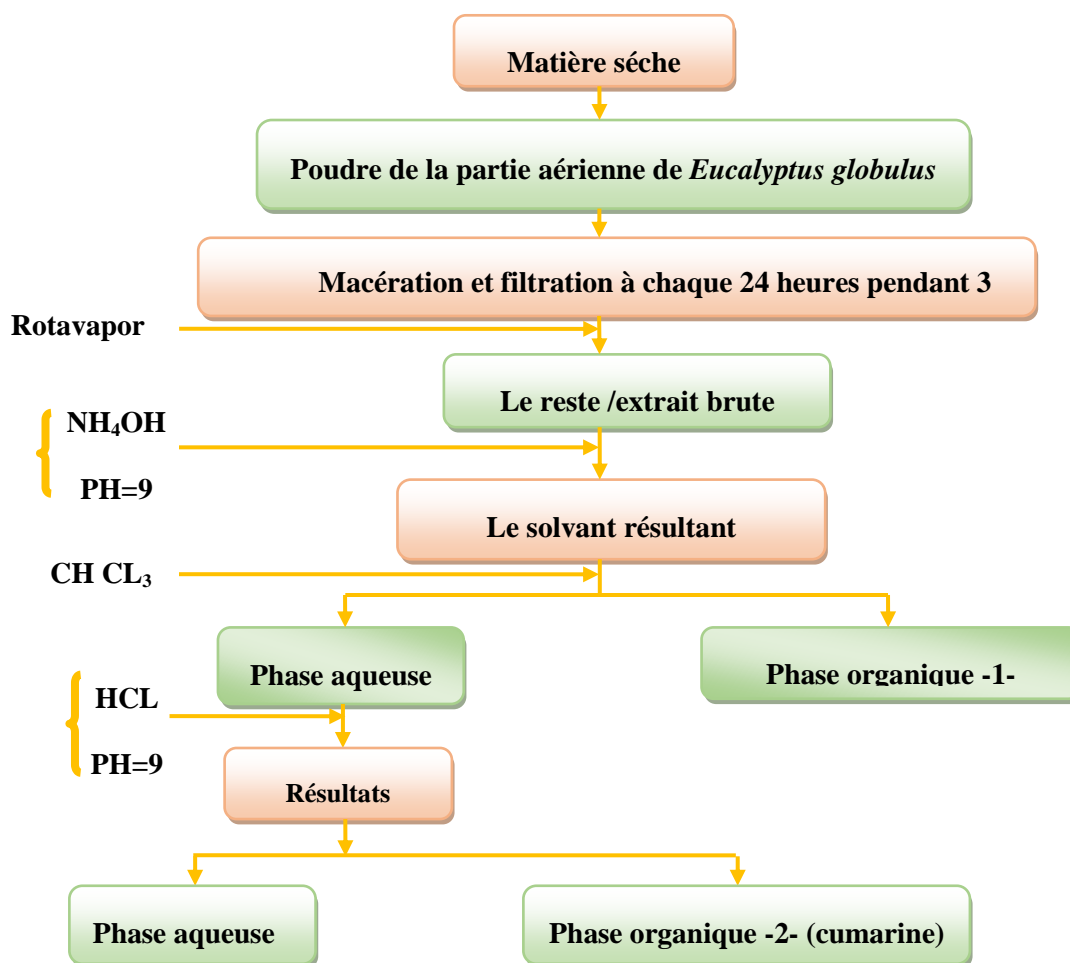 Matière séche
Poudre de la partie aérienne de Eucalyptus globulus
Macération et filtration à chaque 24 heures pendant 3
Rotavapor
Le reste /extrait brute
NH₄OH
PH=9
Le solvant résultant
CH CL₃
Phase aqueuse
Phase organique -1-
HCL
PH=9
Résultats
Phase aqueuse
Phase organique -2- (cumarine)